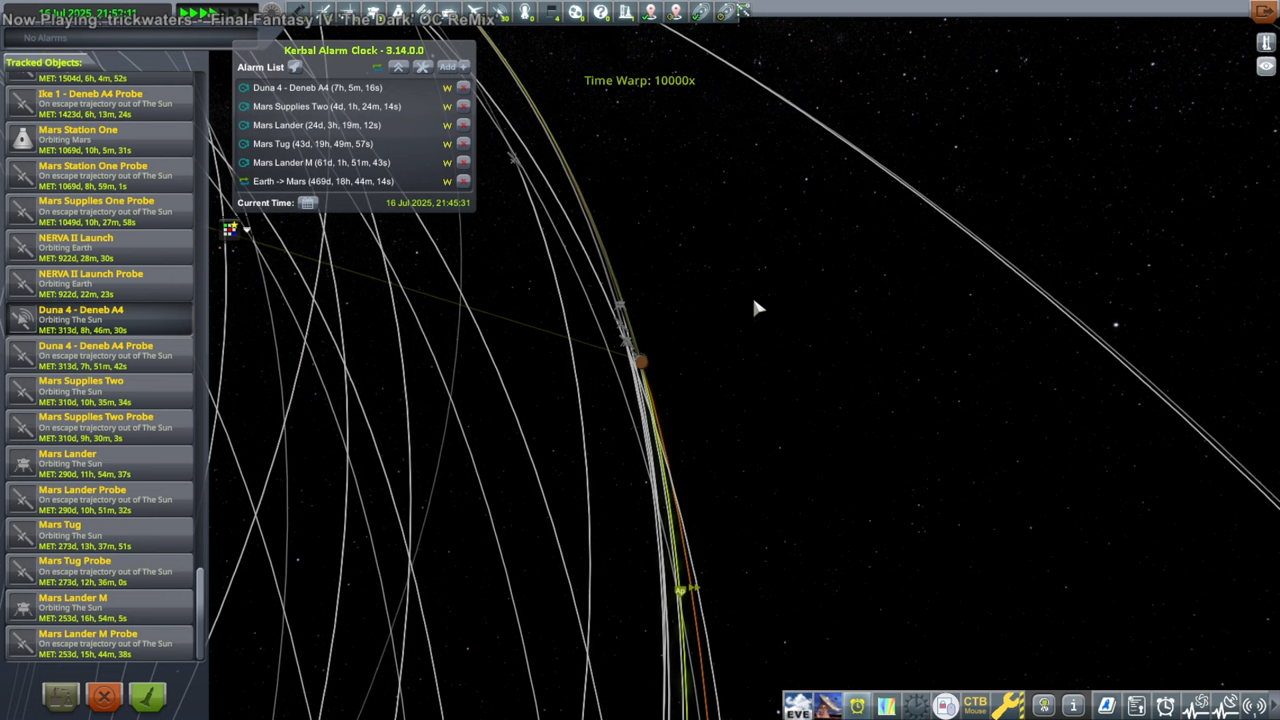 16 Jul 2025, 21:52:11
Now Playing: trickwaters - Final Fantasy IV 'The Dark' OC ReMix
No Alarms
Tracked Objects:
MET: 1504d, 6h, 4m, 52s
Ike 1 - Deneb A4 Probe
On escape trajectory out of The Sun
MET: 1423d, 6h, 13m, 24s
Mars Station One
Orbiting Mars
MET: 1069d, 10h, 5m, 31s
Mars Station One Probe
On escape trajectory out of The Sun
MET: 1069d, 8h, 59m, 1s
Mars Supplies One Probe
On escape trajectory out of The Sun
MET: 1049d, 10h, 27m, 58s
NERVA II Launch
Orbiting Earth
MET: 922d, 28m, 30s
NERVA II Launch Probe
Orbiting Earth
MET: 922d, 22m, 23s
Duna 4 - Deneb A4
Orbiting The Sun
MET: 313d, 8h, 46m, 30s
Duna 4 - Deneb A4 Probe
On escape trajectory out of The Sun
MET: 313d, 7h, 51m, 42s
Mars Supplies Two
Orbiting The Sun
MET: 310d, 10h, 35m, 34s
Mars Supplies Two Probe
On escape trajectory out of The Sun
MET: 310d, 9h, 30m, 3s
Mars Lander
Orbiting The Sun
MET: 290d, 11h, 54m, 37s
Mars Lander Probe
On escape trajectory out of The Sun
MET: 290d, 10h, 51m, 32s
Mars Tug
Orbiting The Sun
MET: 273d, 13h, 37m, 51s
Mars Tug Probe
On escape trajectory out of The Sun
MET: 273d, 12h, 36m, 0s
Mars Lander M
Orbiting The Sun
MET: 253d, 16h, 54m, 5s
Mars Lander M Probe
On escape trajectory out of The Sun
MET: 253d, 15h, 44m, 38s
Kerbal Alarm Clock - 3.14.0.0
Alarm List
Add +
Duna 4 - Deneb A4 (7h, 5m, 16s) W
Mars Supplies Two (4d, 1h, 24m, 14s) W
Mars Lander (24d, 3h, 19m, 12s) W
Mars Tug (43d, 19h, 49m, 57s) W
Mars Lander M (61d, 1h, 51m, 43s) W
Earth -> Mars (469d, 18h, 44m, 14s) W
Current Time: 16 Jul 2025, 21:45:31
Time Warp: 10000x
Ap
EVE
CTB
Mouse